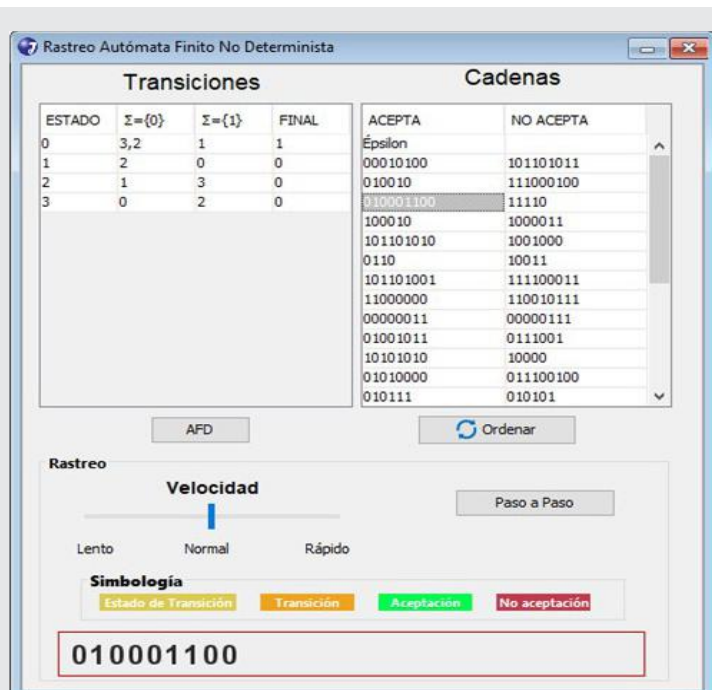 Rastreo Autómata Finito No Determinista
Transiciones
Cadenas
ESTADO Σ={0} Σ={1} FINAL
0 3,2 1 1
1 2 0 0
2 1 3 0
3 0 2 0
ACEPTA NO ACEPTA
Épsilon
00010100 101101011
010010 111000100
010001100 11110
100010 1000011
101101010 1001000
0110 10011
101101001 111100011
11000000 110010111
00000011 00000111
01001011 0111001
10101010 10000
01010000 011100100
010111 010101
AFD
Ordenar
Rastreo
Velocidad
Paso a Paso
Lento Normal Rápido
Simbología
Estado de Transición Transición Aceptación No aceptación
010001100